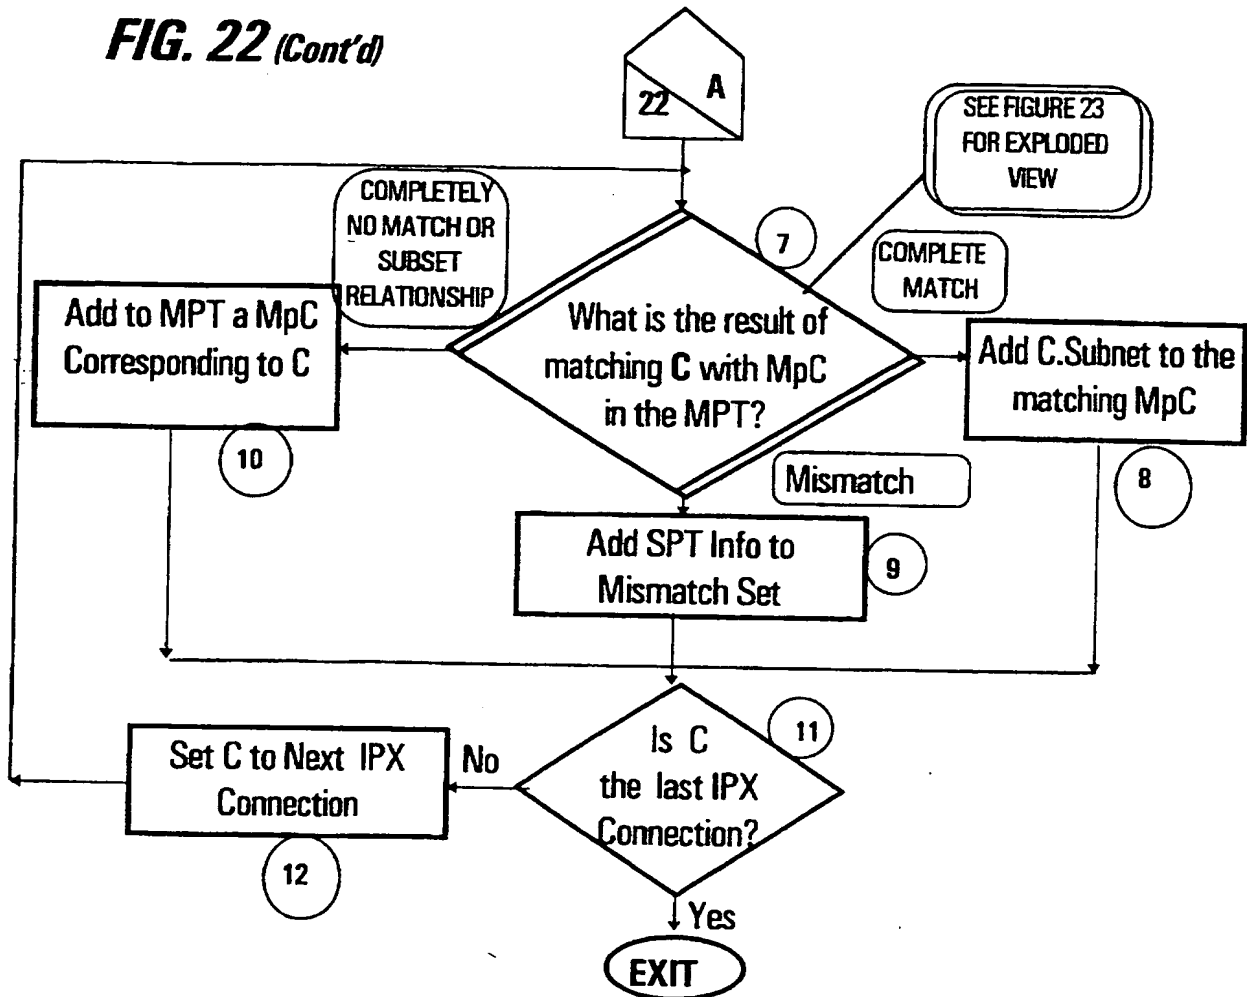 FIG. 22 (Cont'd)
22
A
SEE FIGURE 23
FOR EXPLODED
VIEW
COMPLETELY
NO MATCH OR
SUBSET
RELATIONSHIP
7
COMPLETE
MATCH
Add to MPT a MpC
Corresponding to C
What is the result of
matching C with MpC
in the MPT?
Add C.Subnet to the
matching MpC
10
Mismatch
8
Add SPT Info to
Mismatch Set
9
Set C to Next IPX
Connection
No
Is C
the last IPX
Connection?
11
12
Yes
EXIT